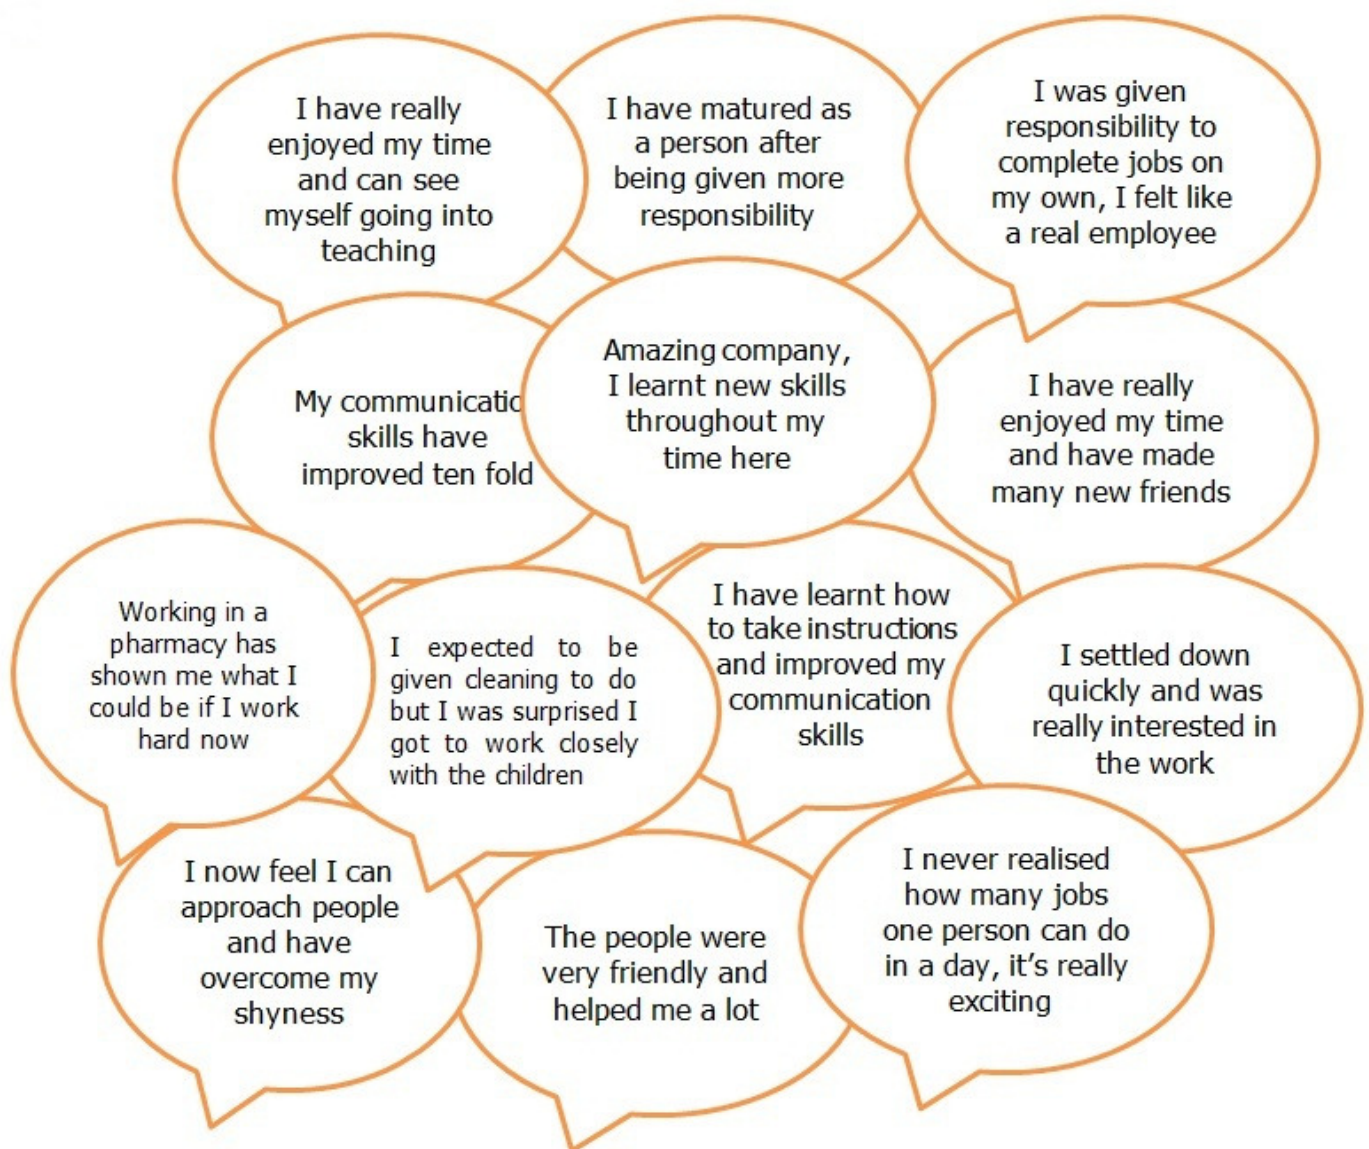 I have really
enjoyed my time
and can see
myself going into
teaching
I have matured as
a person after
being given more
responsibility
I was given
responsibility to
complete jobs on
my own, I felt like
a real employee
My communicatio
skills have
improved ten fold
Amazing company,
I learnt new skills
throughout my
time here
I have really
enjoyed my time
and have made
many new friends
Working in a
pharmacy has
shown me what I
could be if I work
hard now
I expected to be
given cleaning to do
but I was surprised I
got to work closely
with the children
I have learnt how
to take instructions
and improved my
communication
skills
I settled down
quickly and was
really interested in
the work
I now feel I can
approach people
and have
overcome my
shyness
The people were
very friendly and
helped me a lot
I never realised
how many jobs
one person can do
in a day, it’s really
exciting